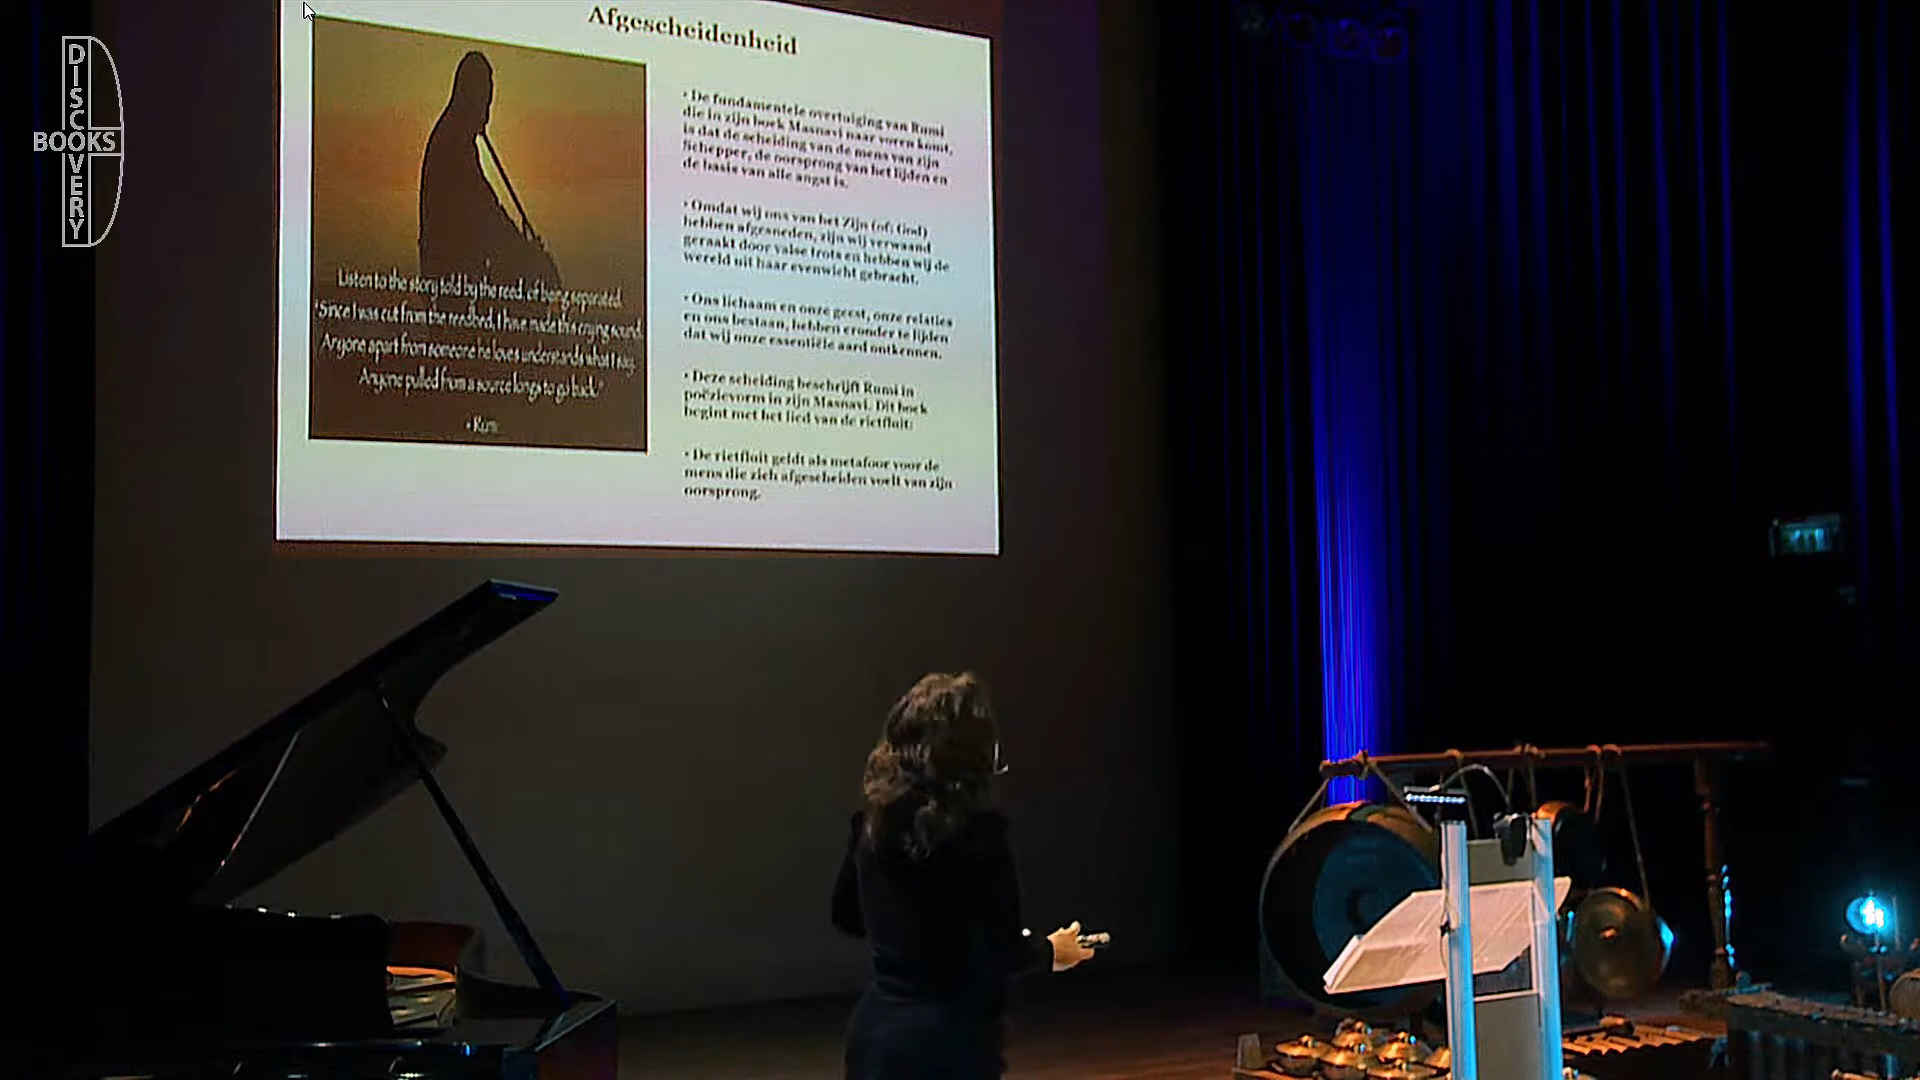 DISCOVERY
BOOKS
Afgescheidenheid
Listen to the story told by the reed, of being separated.
"Since I was cut from the reedbed, I have made this crying sound.
Anyone apart from someone he loves understands what I say.
Anyone pulled from a source longs to go back."
- Rumi
• De fundamentele overtuiging van Rumi
die in zijn boek Masnavi naar voren komt,
is dat de scheiding van de mens van zijn
Schepper, de oorsprong van het lijden en
de basis van alle angst is.
• Omdat wij ons van het Zijn (of: God)
hebben afgesneden, zijn wij verwaand
geraakt door valse trots en hebben wij de
wereld uit haar evenwicht gebracht.
• Ons lichaam en onze geest, onze relaties
en ons bestaan, hebben eronder te lijden
dat wij onze essentiële aard ontkennen.
• Deze scheiding beschrijft Rumi in
poëzievorm in zijn Masnavi. Dit boek
begint met het lied van de rietfluit:
• De rietfluit geldt als metafoor voor de
mens die zich afgescheiden voelt van zijn
oorsprong.